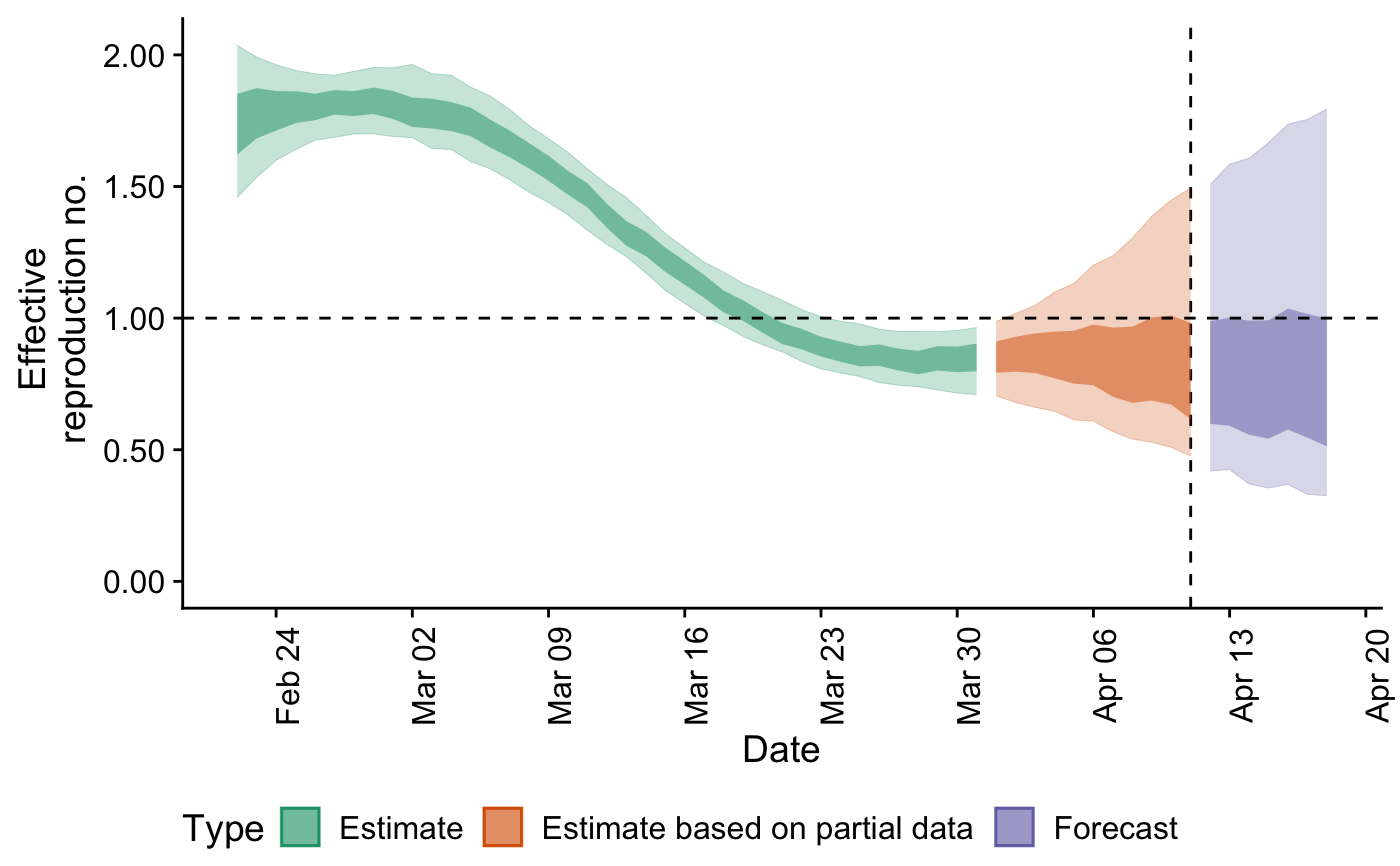 Effective
reproduction no.
2.00
1.50
1.00
0.50
0.00
Feb 24
Mar 02
Mar 09
Mar 16
Mar 23
Mar 30
Apr 06
Apr 13
Apr 20
Date
Type Estimate Estimate based on partial data Forecast